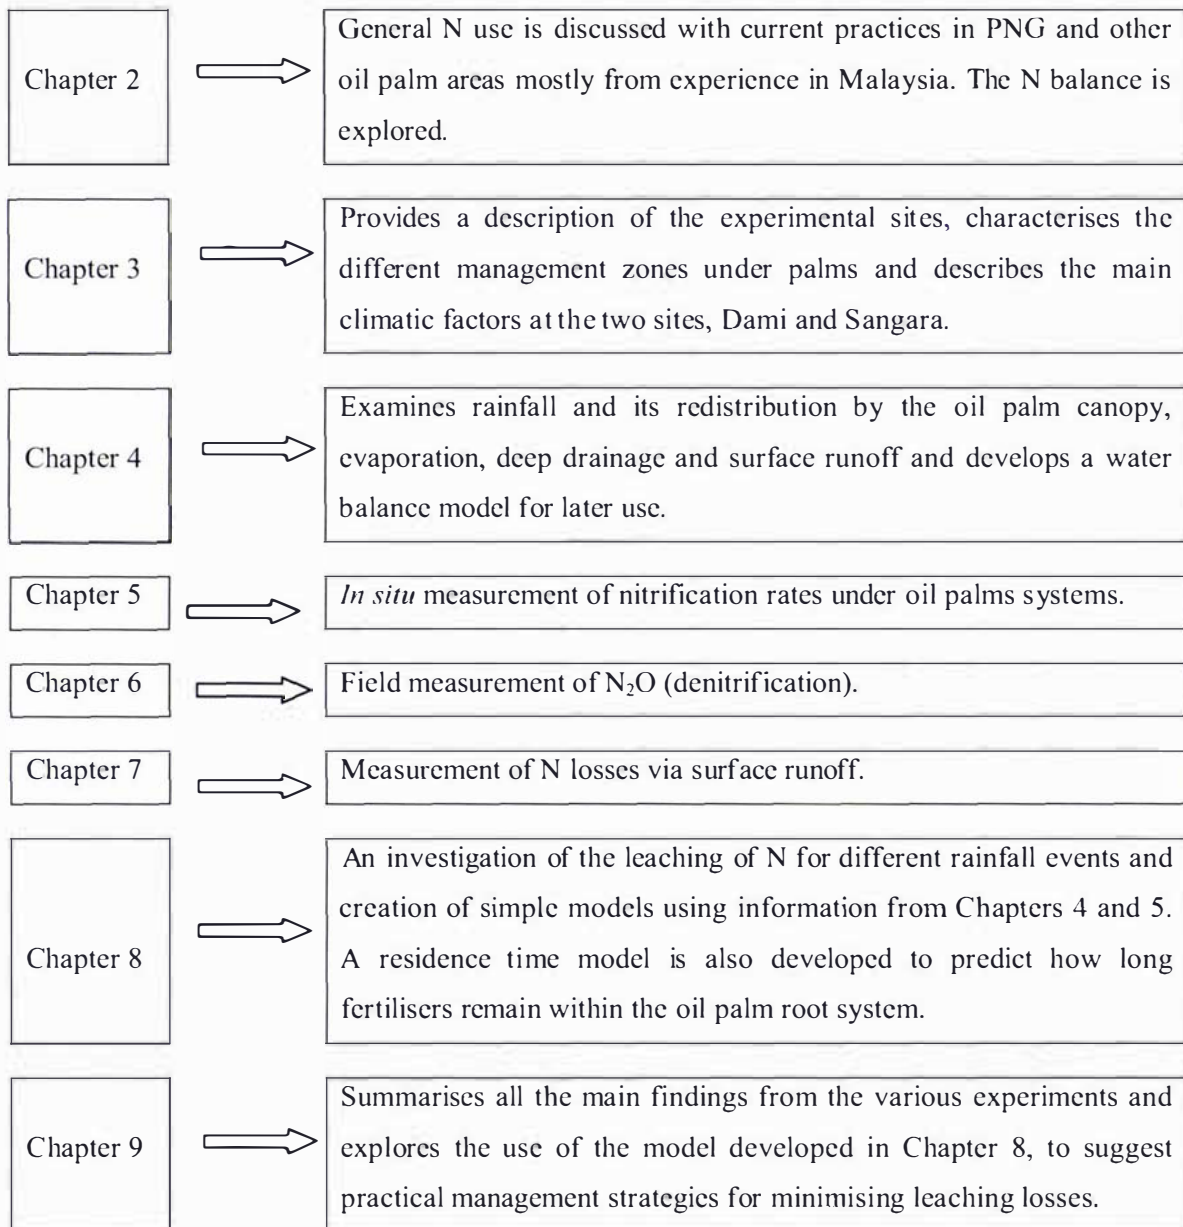 General N use is discussed with current practices in PNG and other
Chapter 2
oil palm areas mostly from experience in Malaysia. The N balance is
explored.
Provides a description of the experimental sites, characterises the
Chapter 3
different management zones under palms and describes the main
climatic factors at the two sites, Dami and Sangara.
Examines rainfall and its redistribution by the oil palm canopy,
Chapter 4
evaporation, deep drainage and surface runoff and develops a water
balance model for later use.
Chapter 5
In situ measurement of nitrification rates under oil palms systems.
Chapter 6
Field measurement of N₂O (denitrification).
Chapter 7
Measurement of N losses via surface runoff.
An investigation of the leaching of N for different rainfall events and
creation of simple models using information from Chapters 4 and 5.
Chapter 8
A residence time model is also developed to predict how long
fertilisers remain within the oil palm root system.
Summarises all the main findings from the various experiments and
Chapter 9
explores the use of the model developed in Chapter 8, to suggest
practical management strategies for minimising leaching losses.